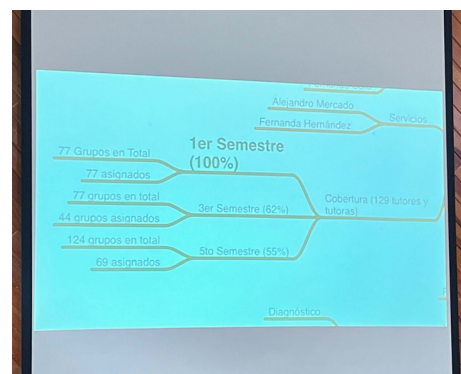 Alejandro Mercado
Fernanda Hernández
Servicios
1er Semestre
(100%)
77 Grupos en Total
77 asignados
77 grupos en total
44 grupos asignados
3er Semestre (62%)
Cobertura (129 tutores y
tutoras)
124 grupos en total
69 asignados
5to Semestre (55%)
Diagnóstico